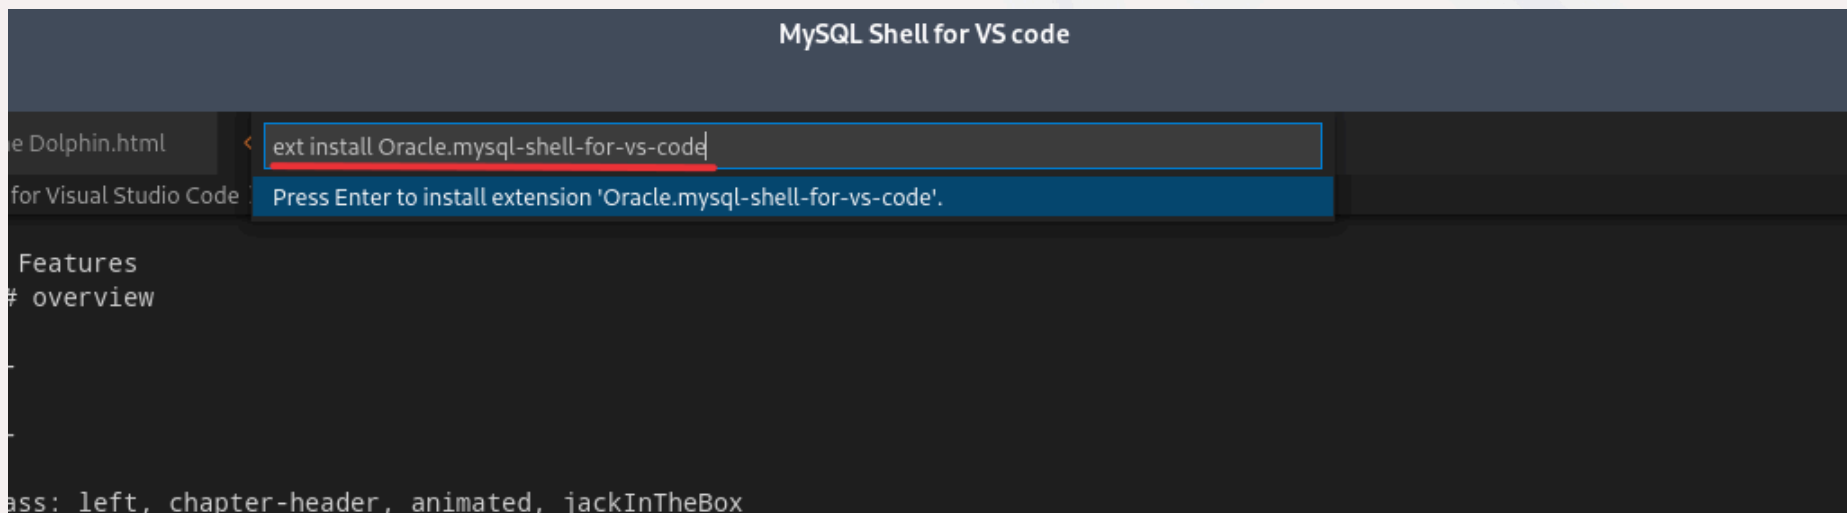 MySQL Shell for VS code
Dolphin.html
ext install Oracle.mysql-shell-for-vs-code
for Visual Studio Code
Press Enter to install extension 'Oracle.mysql-shell-for-vs-code'.
Features
# overview
-
-
left, chapter-header, animated, jackInTheBox